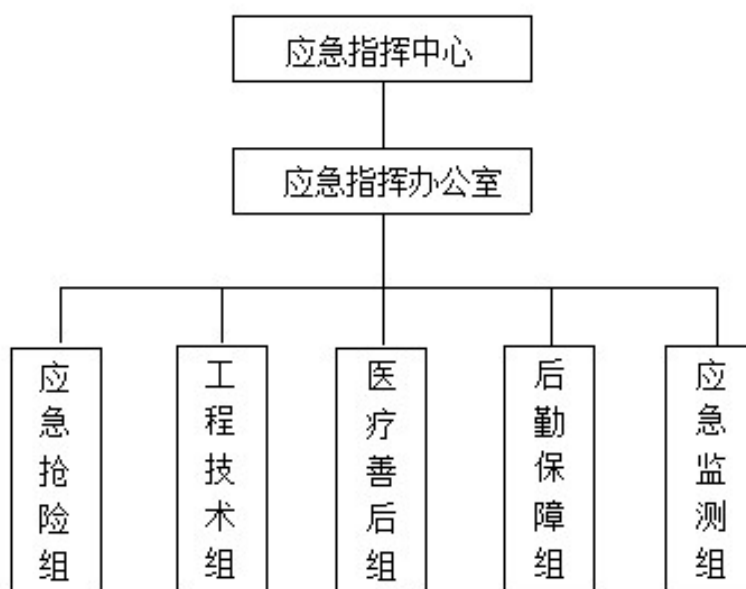 应急指挥中心
应急指挥办公室
应急抢险组
工程技术组
医疗善后组
后勤保障组
应急监测组